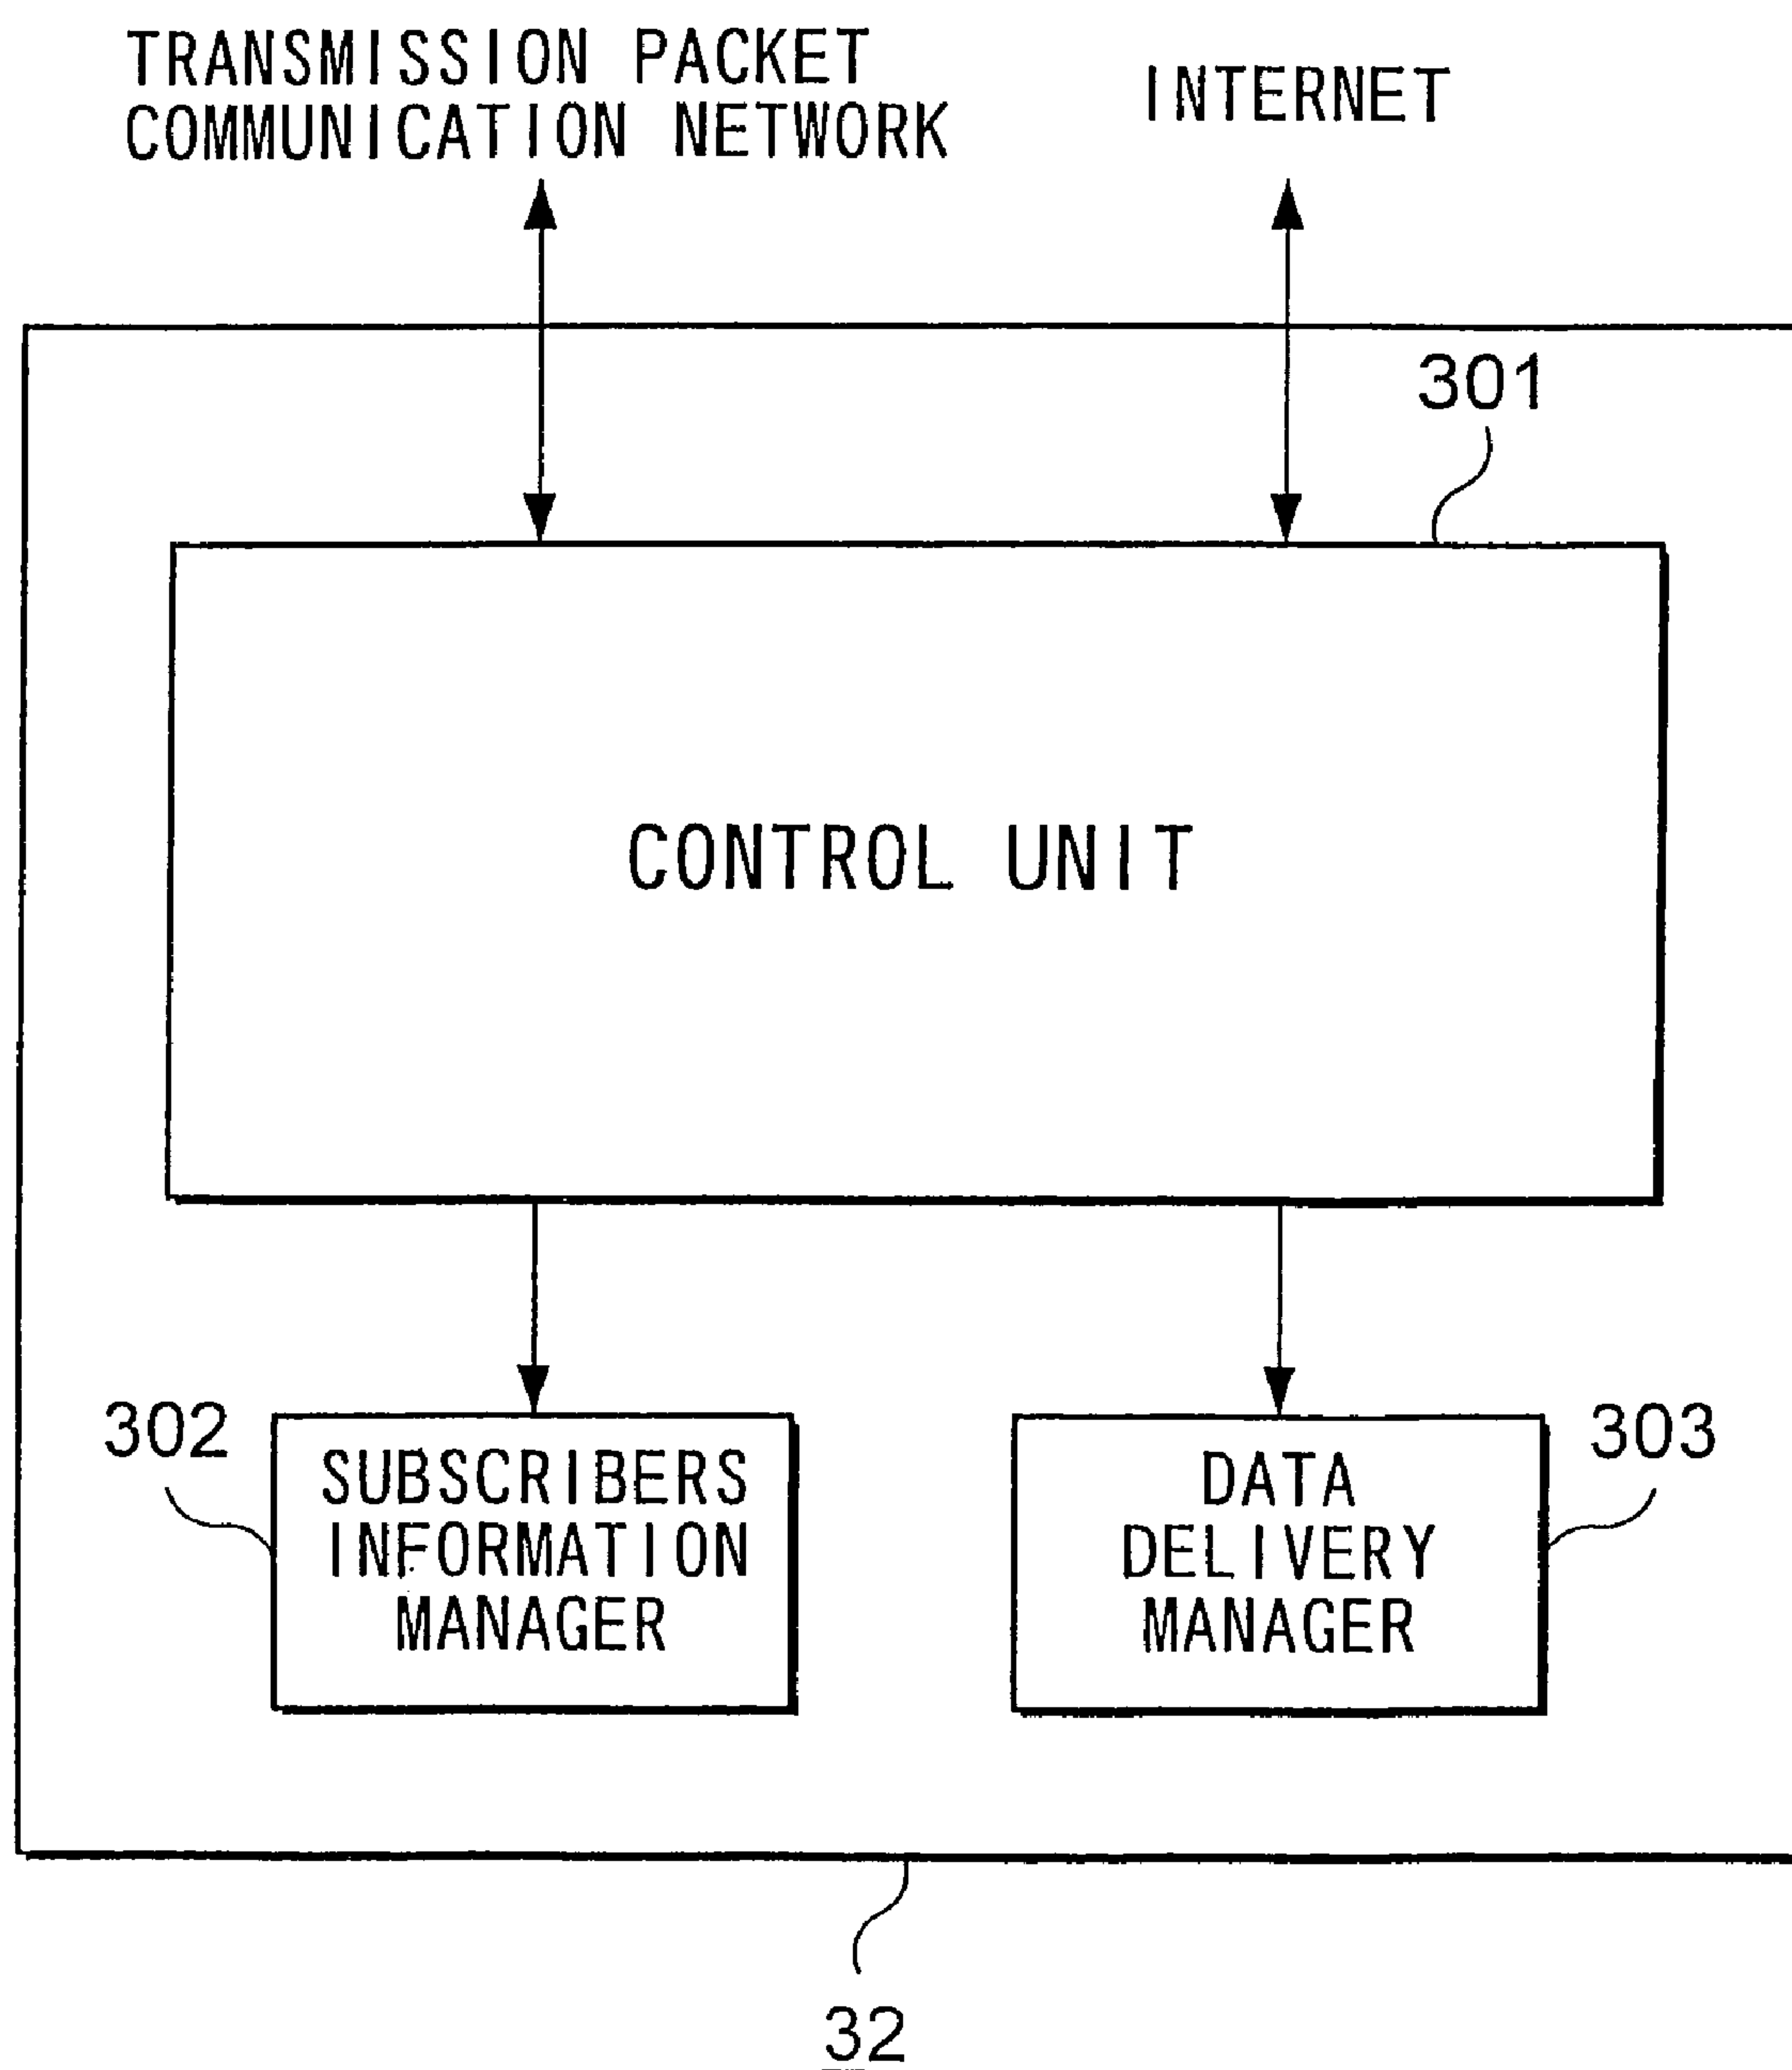 TRANSMISSION PACKET
COMMUNICATION NETWORK
INTERNET
301
CONTROL UNIT
302
SUBSCRIBERS
INFORMATION
MANAGER
DATA
DELIVERY
MANAGER
303
32